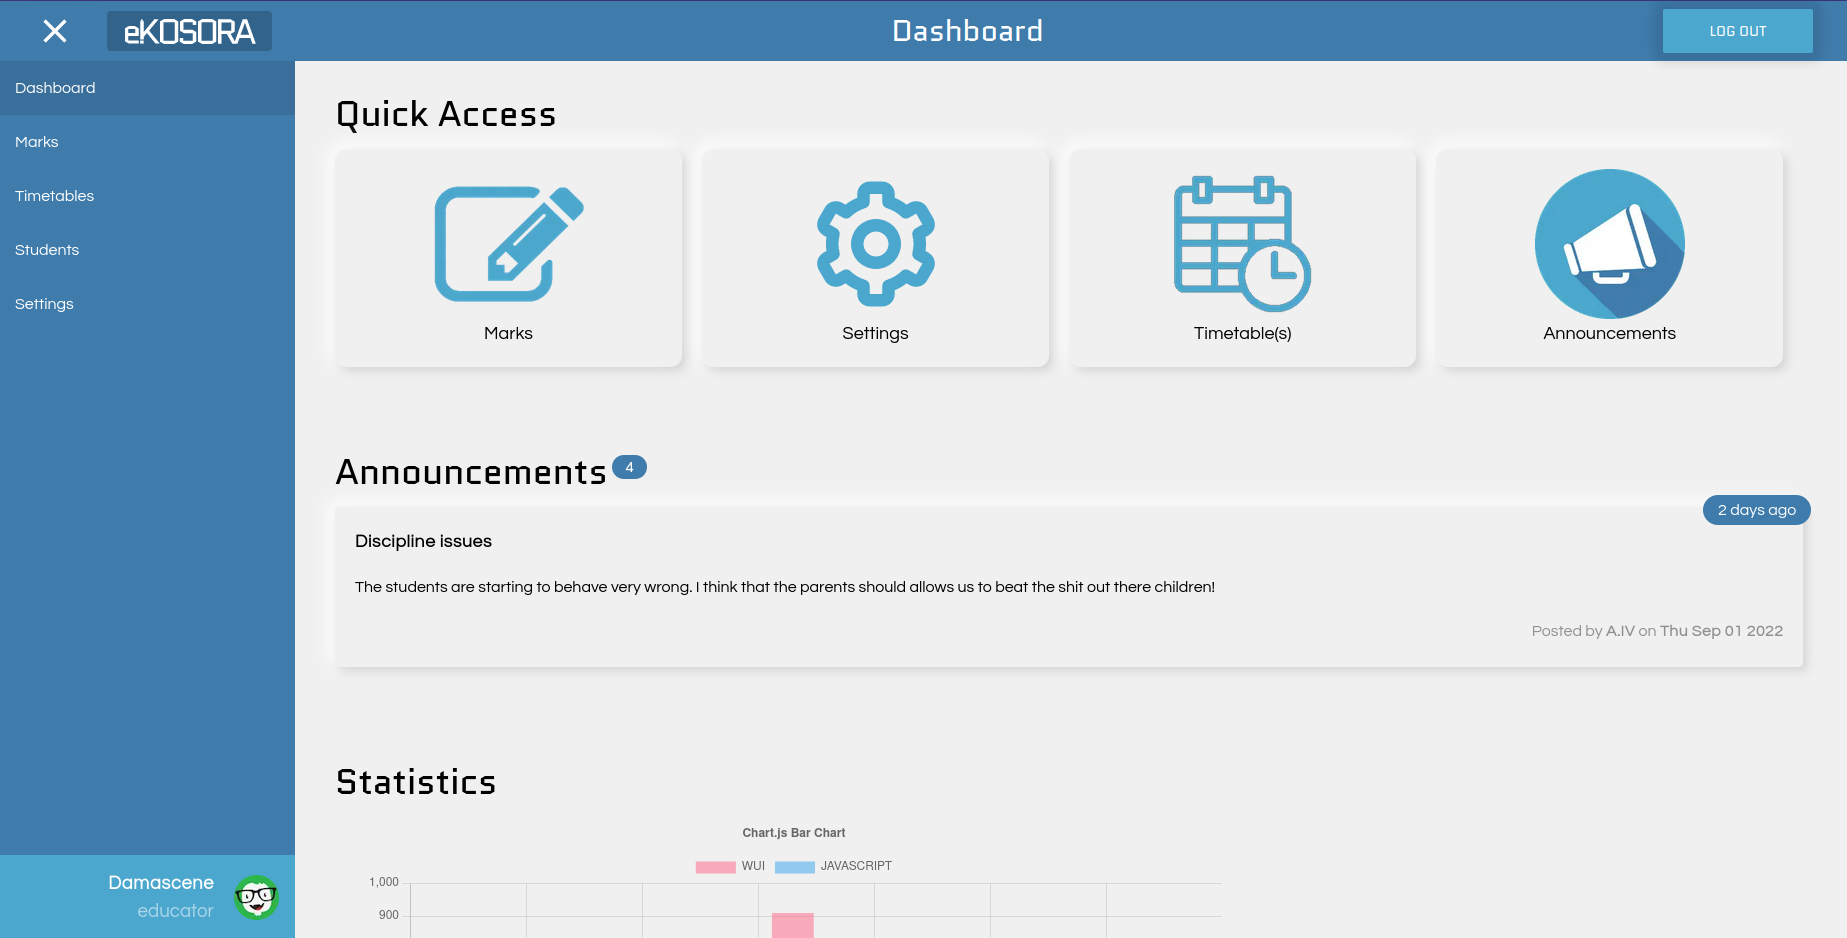 eKOSORA
Dashboard
LOG OUT
Dashboard
Marks
Timetables
Students
Settings
Quick Access
Marks
Settings
Timetable(s)
Announcements
Announcements 4
2 days ago
Discipline issues
The students are starting to behave very wrong. I think that the parents should allows us to beat the shit out there children!
Posted by A.IV on Thu Sep 01 2022
Statistics
Chart.js Bar Chart
WUI JAVASCRIPT
1,000
900
Damascene
educator